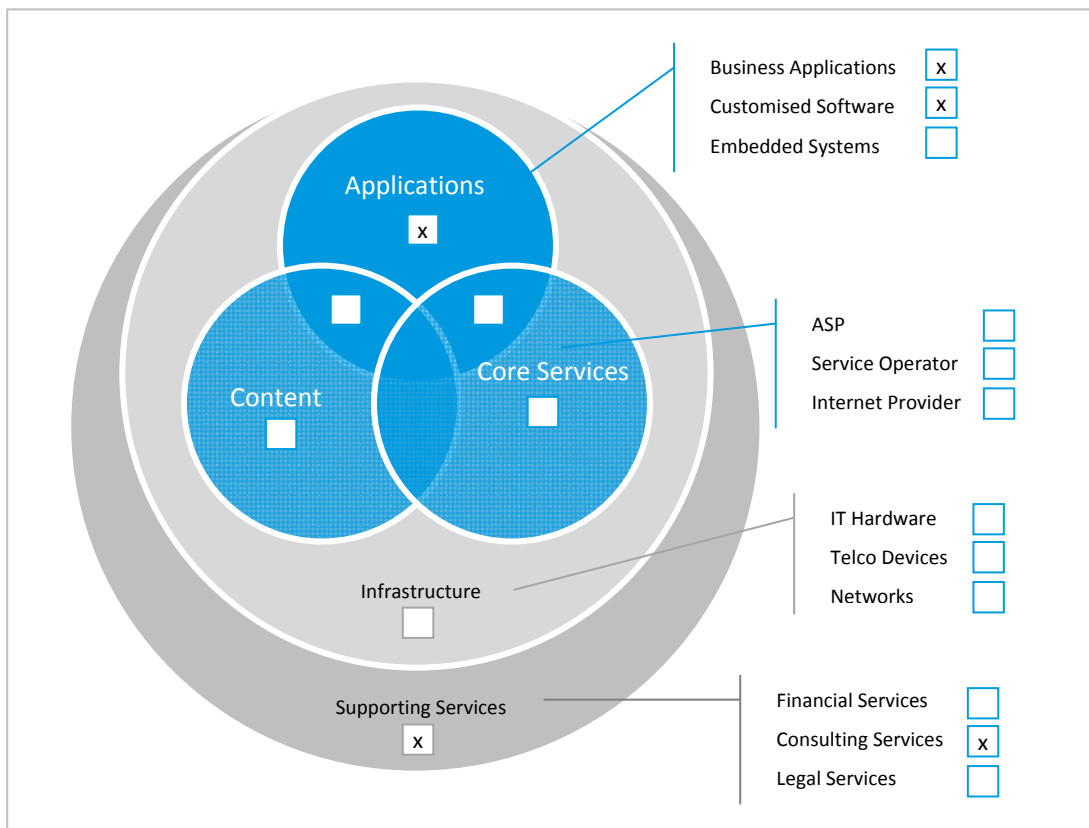 Business Applications x
Customised Software x
Embedded Systems
Applications
x
ASP
Service Operator
Internet Provider
Core Services
Content
IT Hardware
Telco Devices
Networks
Infrastructure
Supporting Services
x
Financial Services
Consulting Services x
Legal Services